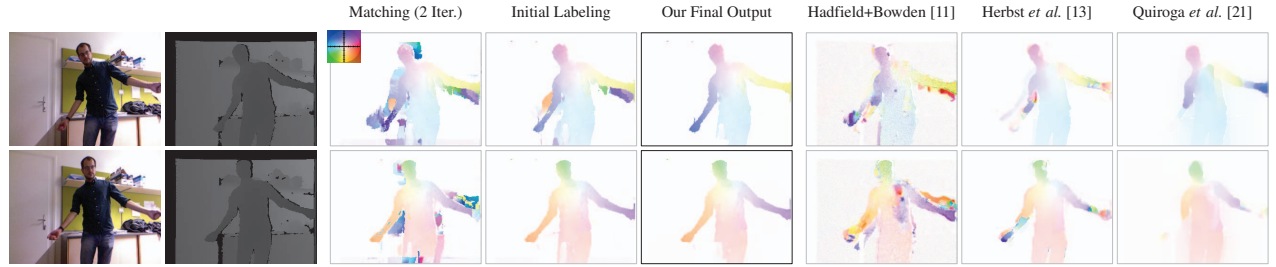 Matching (2 Iter.) Initial Labeling Our Final Output Hadfield+Bowden [11] Herbst et al. [13] Quiroga et al. [21]